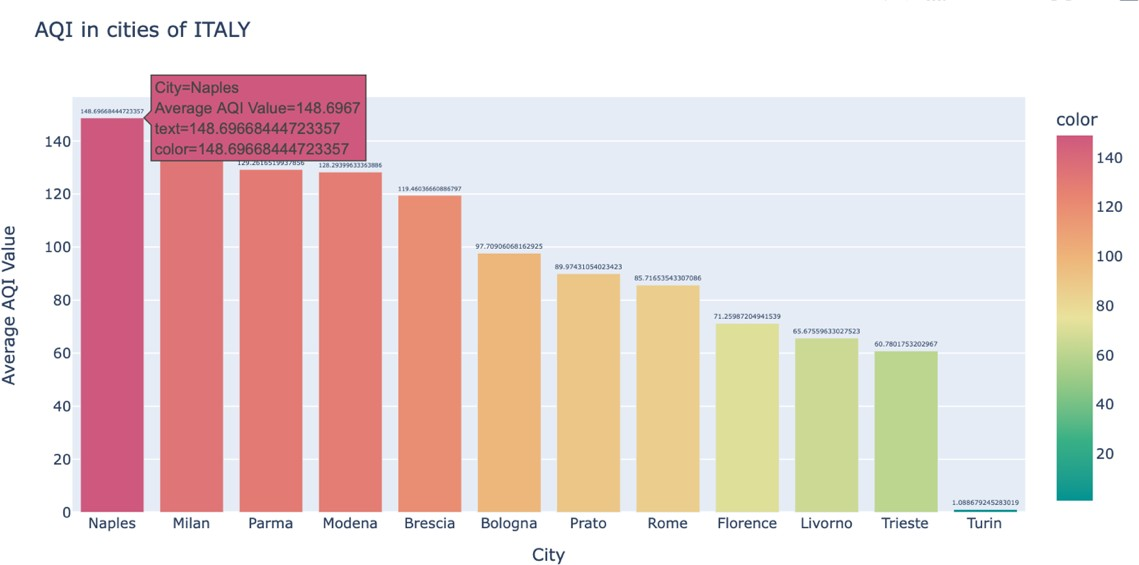 AQI in cities of ITALY
City=Naples
Average AQI Value=148.6967
text=148.69668444723357
color=148.69668444723357
148.69668444723357
129.2616519937856
128.29399633363886
119.46036660886797
97.70906068162925
89.97431054023423
85.71653543307086
71.25987204941539
65.67559633027523
60.7801753202967
1.088679245283019
Average AQI Value
140
120
100
80
60
40
20
0
Naples Milan Parma Modena Brescia Bologna Prato Rome Florence Livorno Trieste Turin
City
color
140
120
100
80
60
40
20